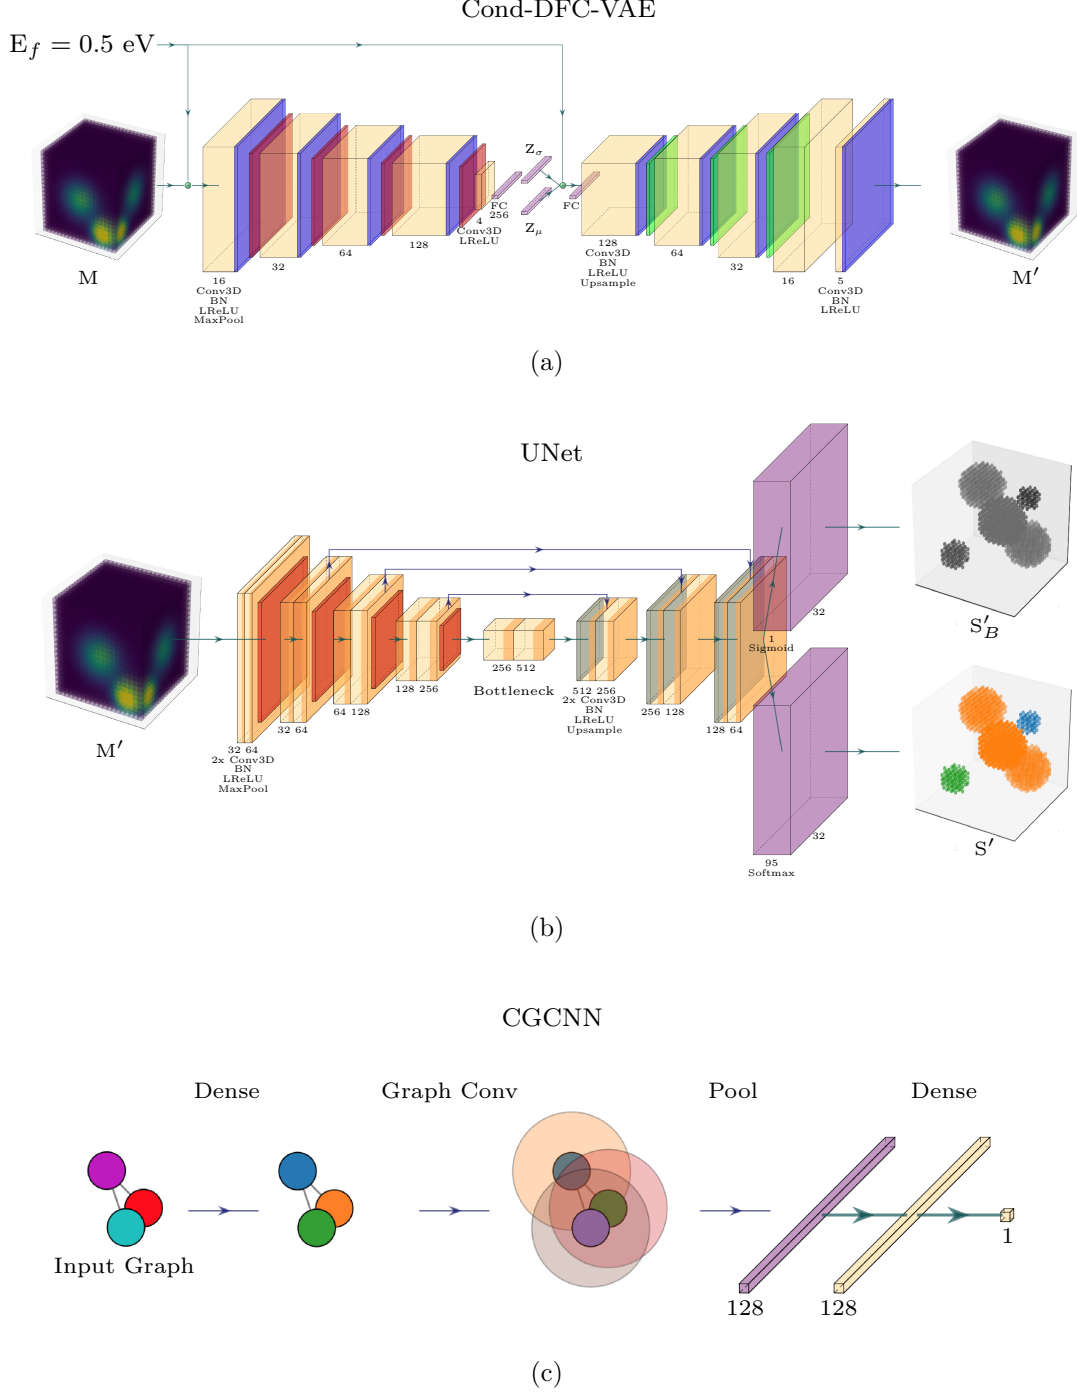 Cond-DFC-VAE
E_f = 0.5 eV
M
16
Conv3D
BN
LReLU
MaxPool
32
64
128
4
Conv3D
LReLU
FC
256
Z_σ
Z_μ
FC
128
Conv3D
BN
LReLU
Upsample
64
32
16
5
Conv3D
BN
LReLU
M′
(a)
UNet
M′
32 64
2x Conv3D
BN
LReLU
MaxPool
32 64
64 128
128 256
256 512
Bottleneck
512 256
2x Conv3D
BN
LReLU
Upsample
256 128
128 64
1
Sigmoid
32
S′_B
95
Softmax
32
S′
(b)
CGCNN
Dense
Graph Conv
Pool
Dense
Input Graph
128
128
1
(c)